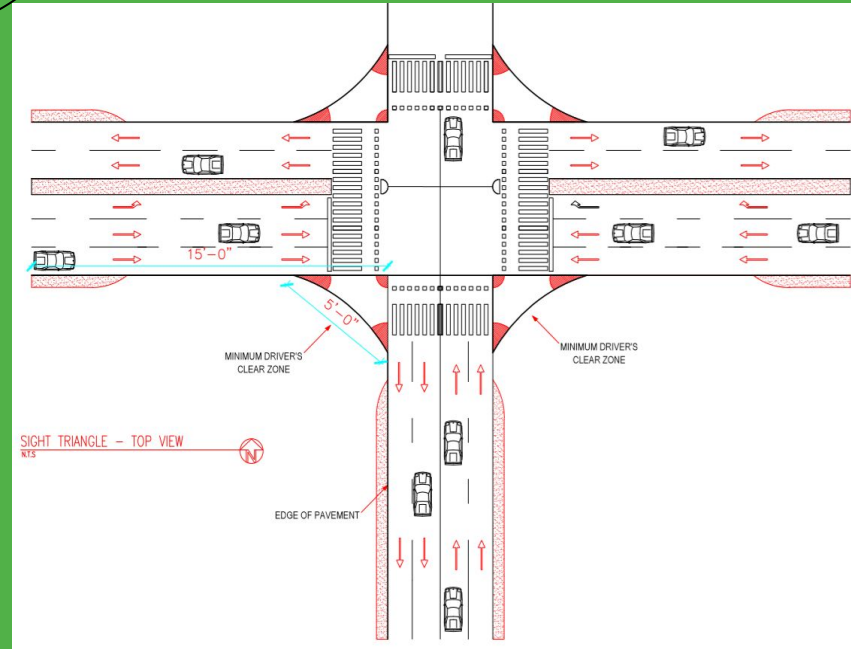 15'-0"
5'-0"
MINIMUM DRIVER'S
CLEAR ZONE
MINIMUM DRIVER'S
CLEAR ZONE
SIGHT TRIANGLE - TOP VIEW
N.T.S
N
EDGE OF PAVEMENT